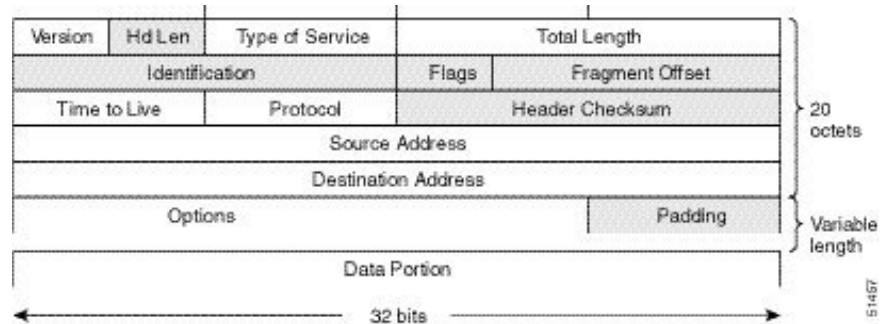 Version Hd Len Type of Service Total Length
Identification Flags Fragment Offset
Time to Live Protocol Header Checksum
Source Address
Destination Address
20
octets
Options Padding
Variable
length
Data Portion
32 bits
51457